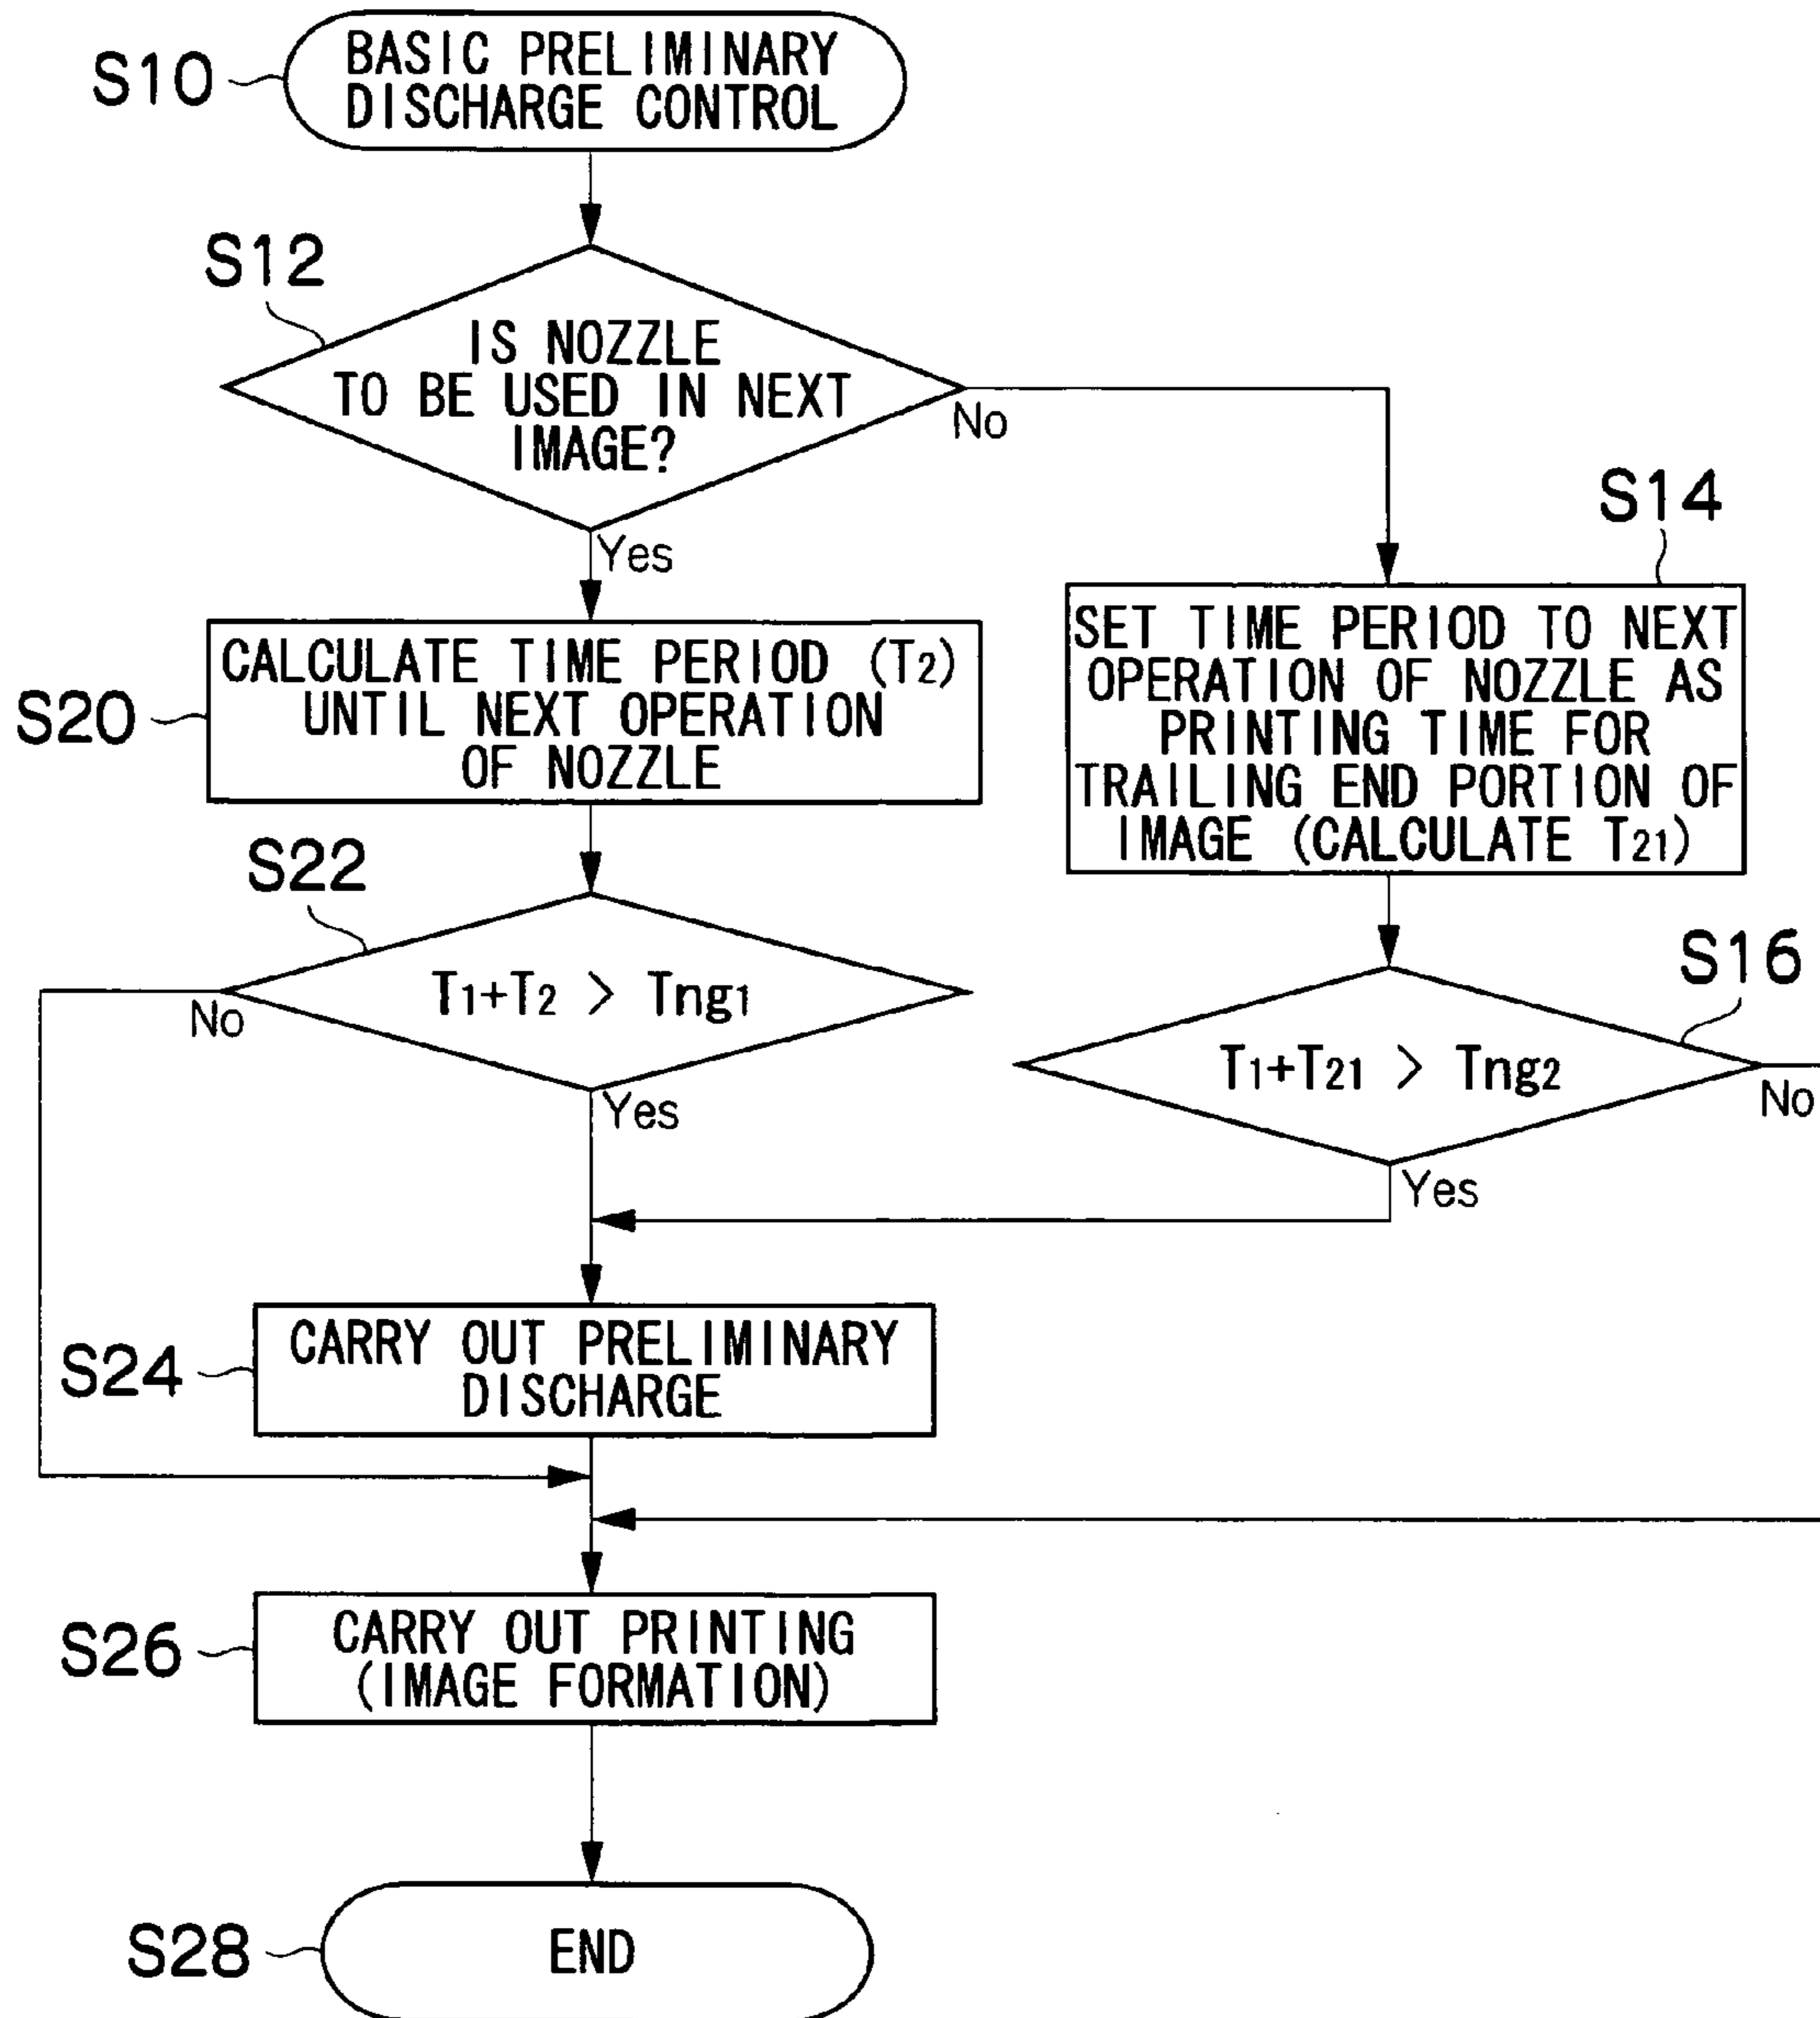 S10
BASIC PRELIMINARY
DISCHARGE CONTROL
S12
IS NOZZLE
TO BE USED IN NEXT
IMAGE?
No
Yes
S14
SET TIME PERIOD TO NEXT
OPERATION OF NOZZLE AS
PRINTING TIME FOR
TRAILING END PORTION OF
IMAGE (CALCULATE T21)
S20
CALCULATE TIME PERIOD (T2)
UNTIL NEXT OPERATION
OF NOZZLE
S22
T1+T2 > Tng1
No
Yes
S16
T1+T21 > Tng2
No
Yes
S24
CARRY OUT PRELIMINARY
DISCHARGE
S26
CARRY OUT PRINTING
(IMAGE FORMATION)
S28
END